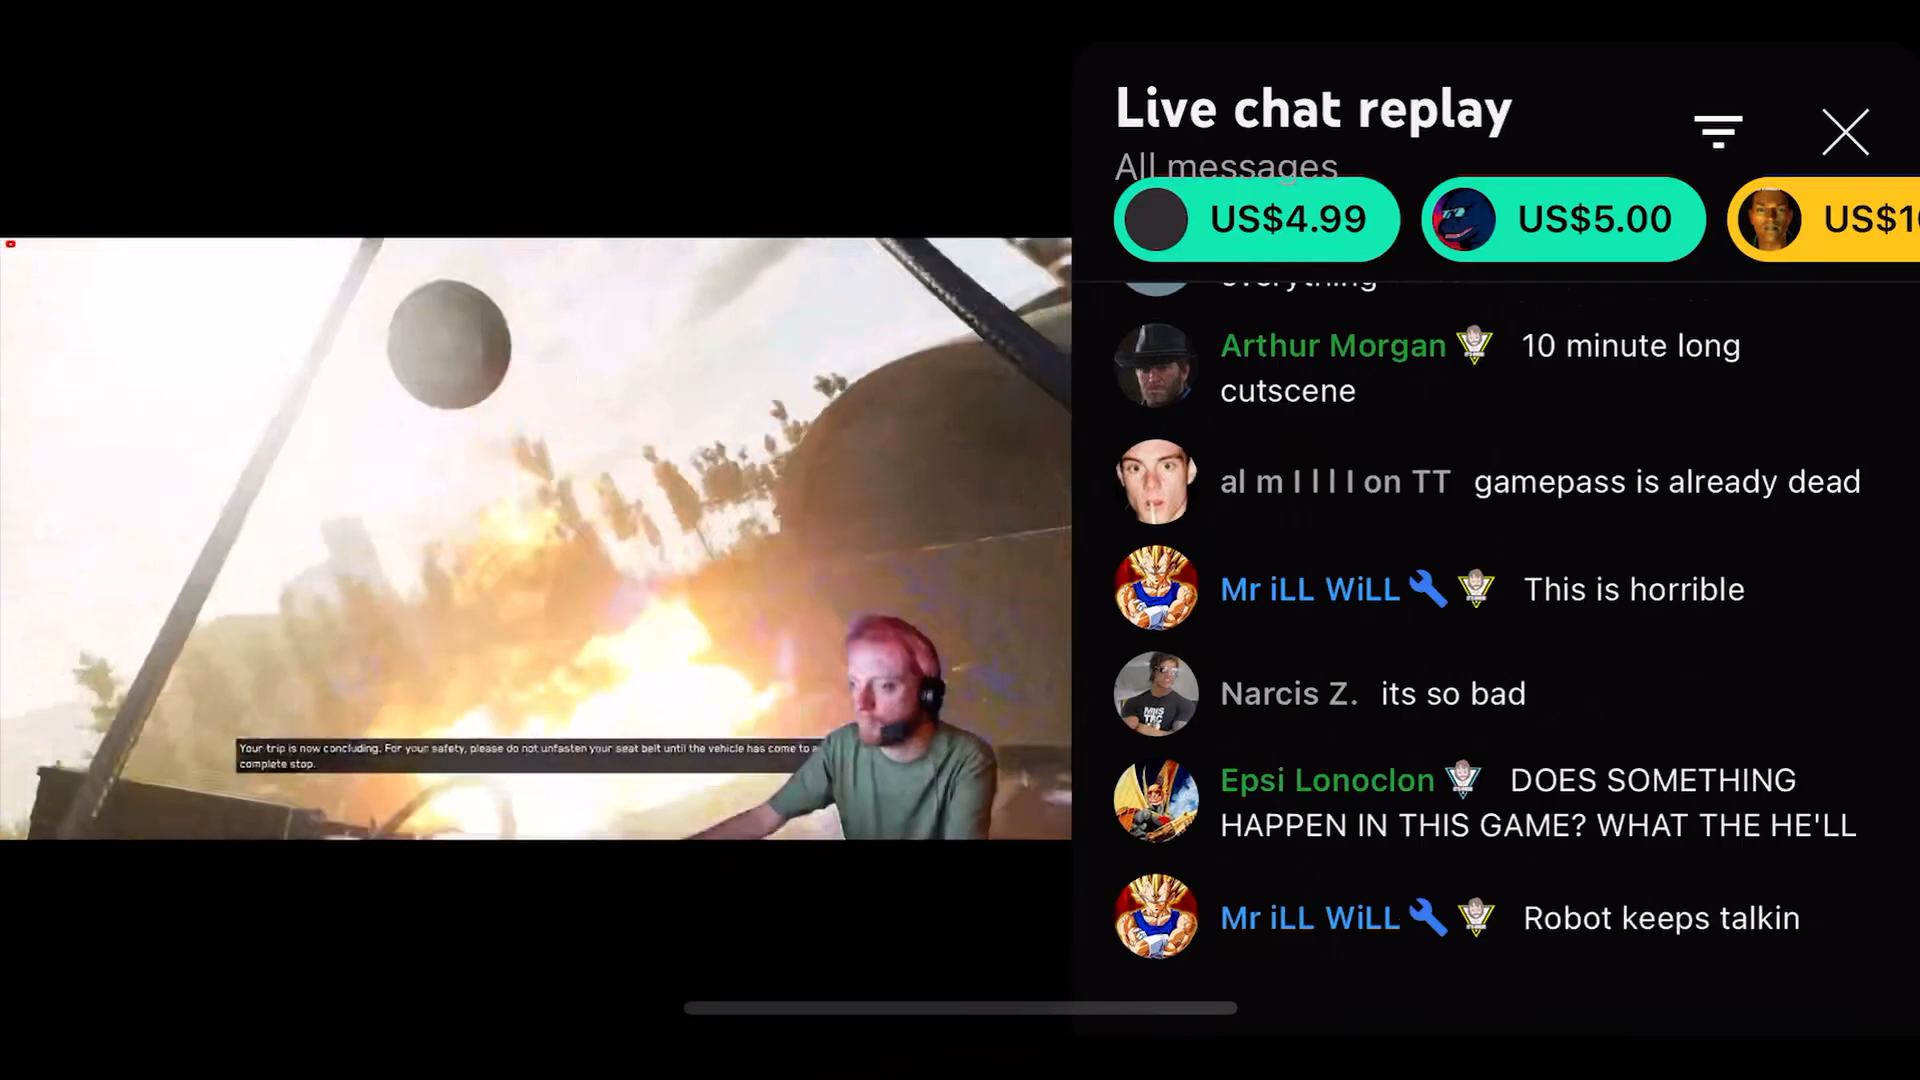 Live chat replay
All messages
US$4.99
US$5.00
everything
Arthur Morgan 10 minute long
cutscene
al m I l l I on TT gamepass is already dead
Mr iLL WiLL This is horrible
Narcis Z. its so bad
Epsi Lonoclon DOES SOMETHING
HAPPEN IN THIS GAME? WHAT THE HE'LL
Mr iLL WiLL Robot keeps talkin
Your trip is now concluding. For your safety, please do not unfasten your seat belt until the vehicle has come to a
complete stop.